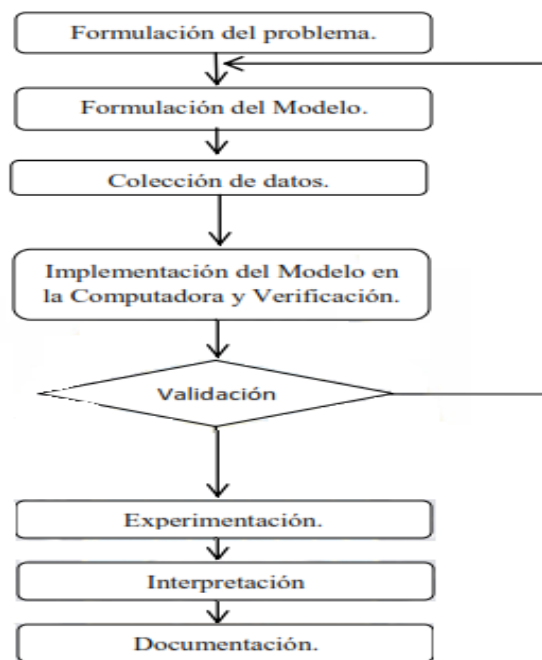 Formulación del problema.
Formulación del Modelo.
Colección de datos.
Implementación del Modelo en
la Computadora y Verificación.
Validación
Experimentación.
Interpretación
Documentación.